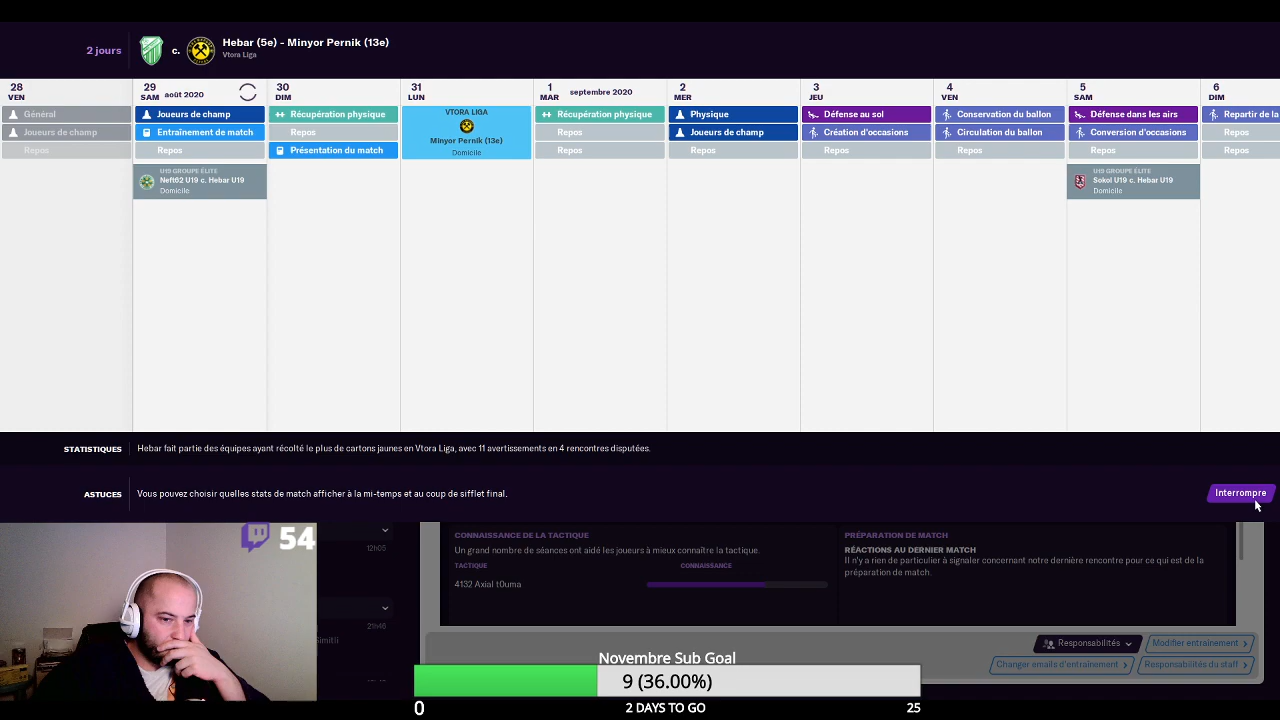 2 jours
c.
Hebar (5e) - Minyor Pernik (13e)
Vtora Liga
28
VEN
29
SAM août 2020
30
DIM
31
LUN
1
MAR septembre 2020
2
MER
3
JEU
4
VEN
5
SAM
6
DIM
Général
Joueurs de champ
Repos
Joueurs de champ
Entraînement de match
Repos
U19 GROUPE ÉLITE
Neft62 U19 c. Hebar U19
Domicile
Récupération physique
Repos
Présentation du match
VTORA LIGA
Minyor Pernik (13e)
Domicile
Récupération physique
Repos
Repos
Physique
Joueurs de champ
Repos
Défense au sol
Création d'occasions
Repos
Conservation du ballon
Circulation du ballon
Repos
Défense dans les airs
Conversion d'occasions
Repos
U19 GROUPE ÉLITE
Sokol U19 c. Hebar U19
Domicile
Repartir de la
Repos
Repos
STATISTIQUES Hebar fait partie des équipes ayant récolté le plus de cartons jaunes en Vtora Liga, avec 11 avertissements en 4 rencontres disputées.
ASTUCES Vous pouvez choisir quelles stats de match afficher à la mi-temps et au coup de sifflet final.
Interrompre
54
12h05
21h46
CONNAISSANCE DE LA TACTIQUE
Un grand nombre de séances ont aidé les joueurs à mieux connaître la tactique.
TACTIQUE CONNAISSANCE
4132 Axial tOuma
PRÉPARATION DE MATCH
RÉACTIONS AU DERNIER MATCH
Il n'y a rien de particulier à signaler concernant notre dernière rencontre pour ce qui est de la
préparation de match.
Responsabilités
Modifier entraînement
Changer emails d'entraînement
Responsabilités du staff
Novembre Sub Goal
9 (36.00%)
0
2 DAYS TO GO
25